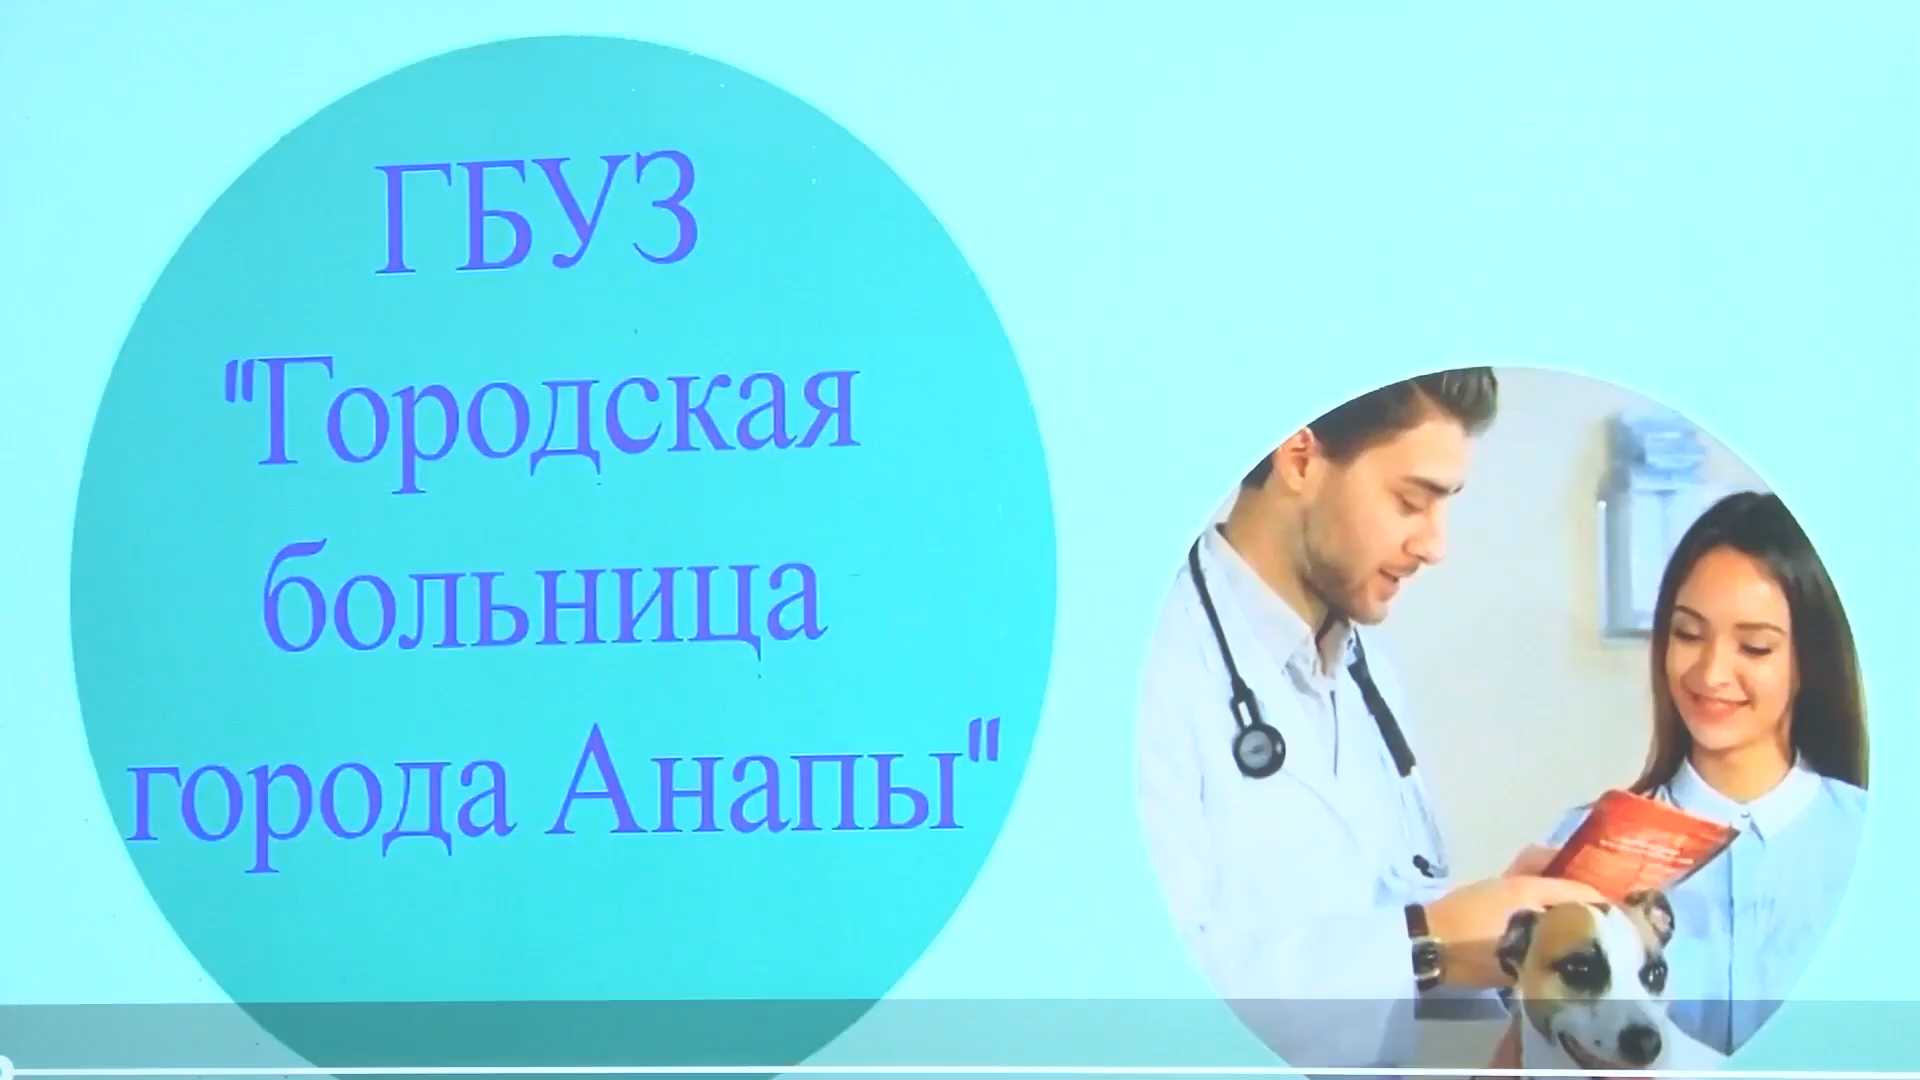 ГБУЗ
"Городская
больница
города Анапы"